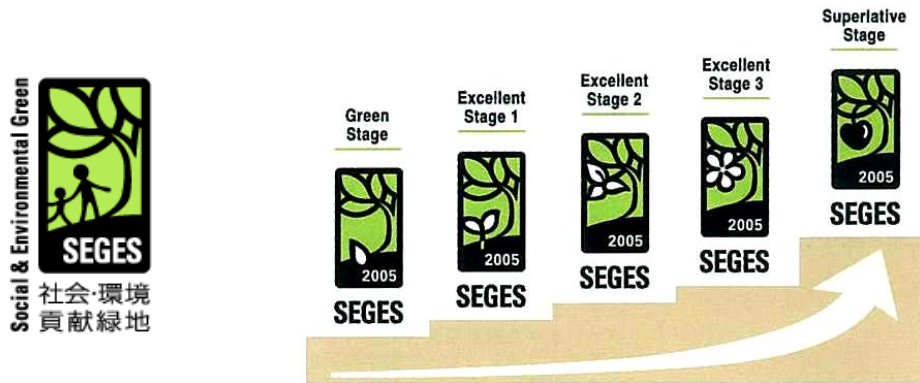 Social & Environmental Green
SEGES
社会・環境
貢献緑地
Green
Stage
2005
SEGES
Excellent
Stage 1
2005
SEGES
Excellent
Stage 2
2005
SEGES
Excellent
Stage 3
2005
SEGES
Superlative
Stage
2005
SEGES